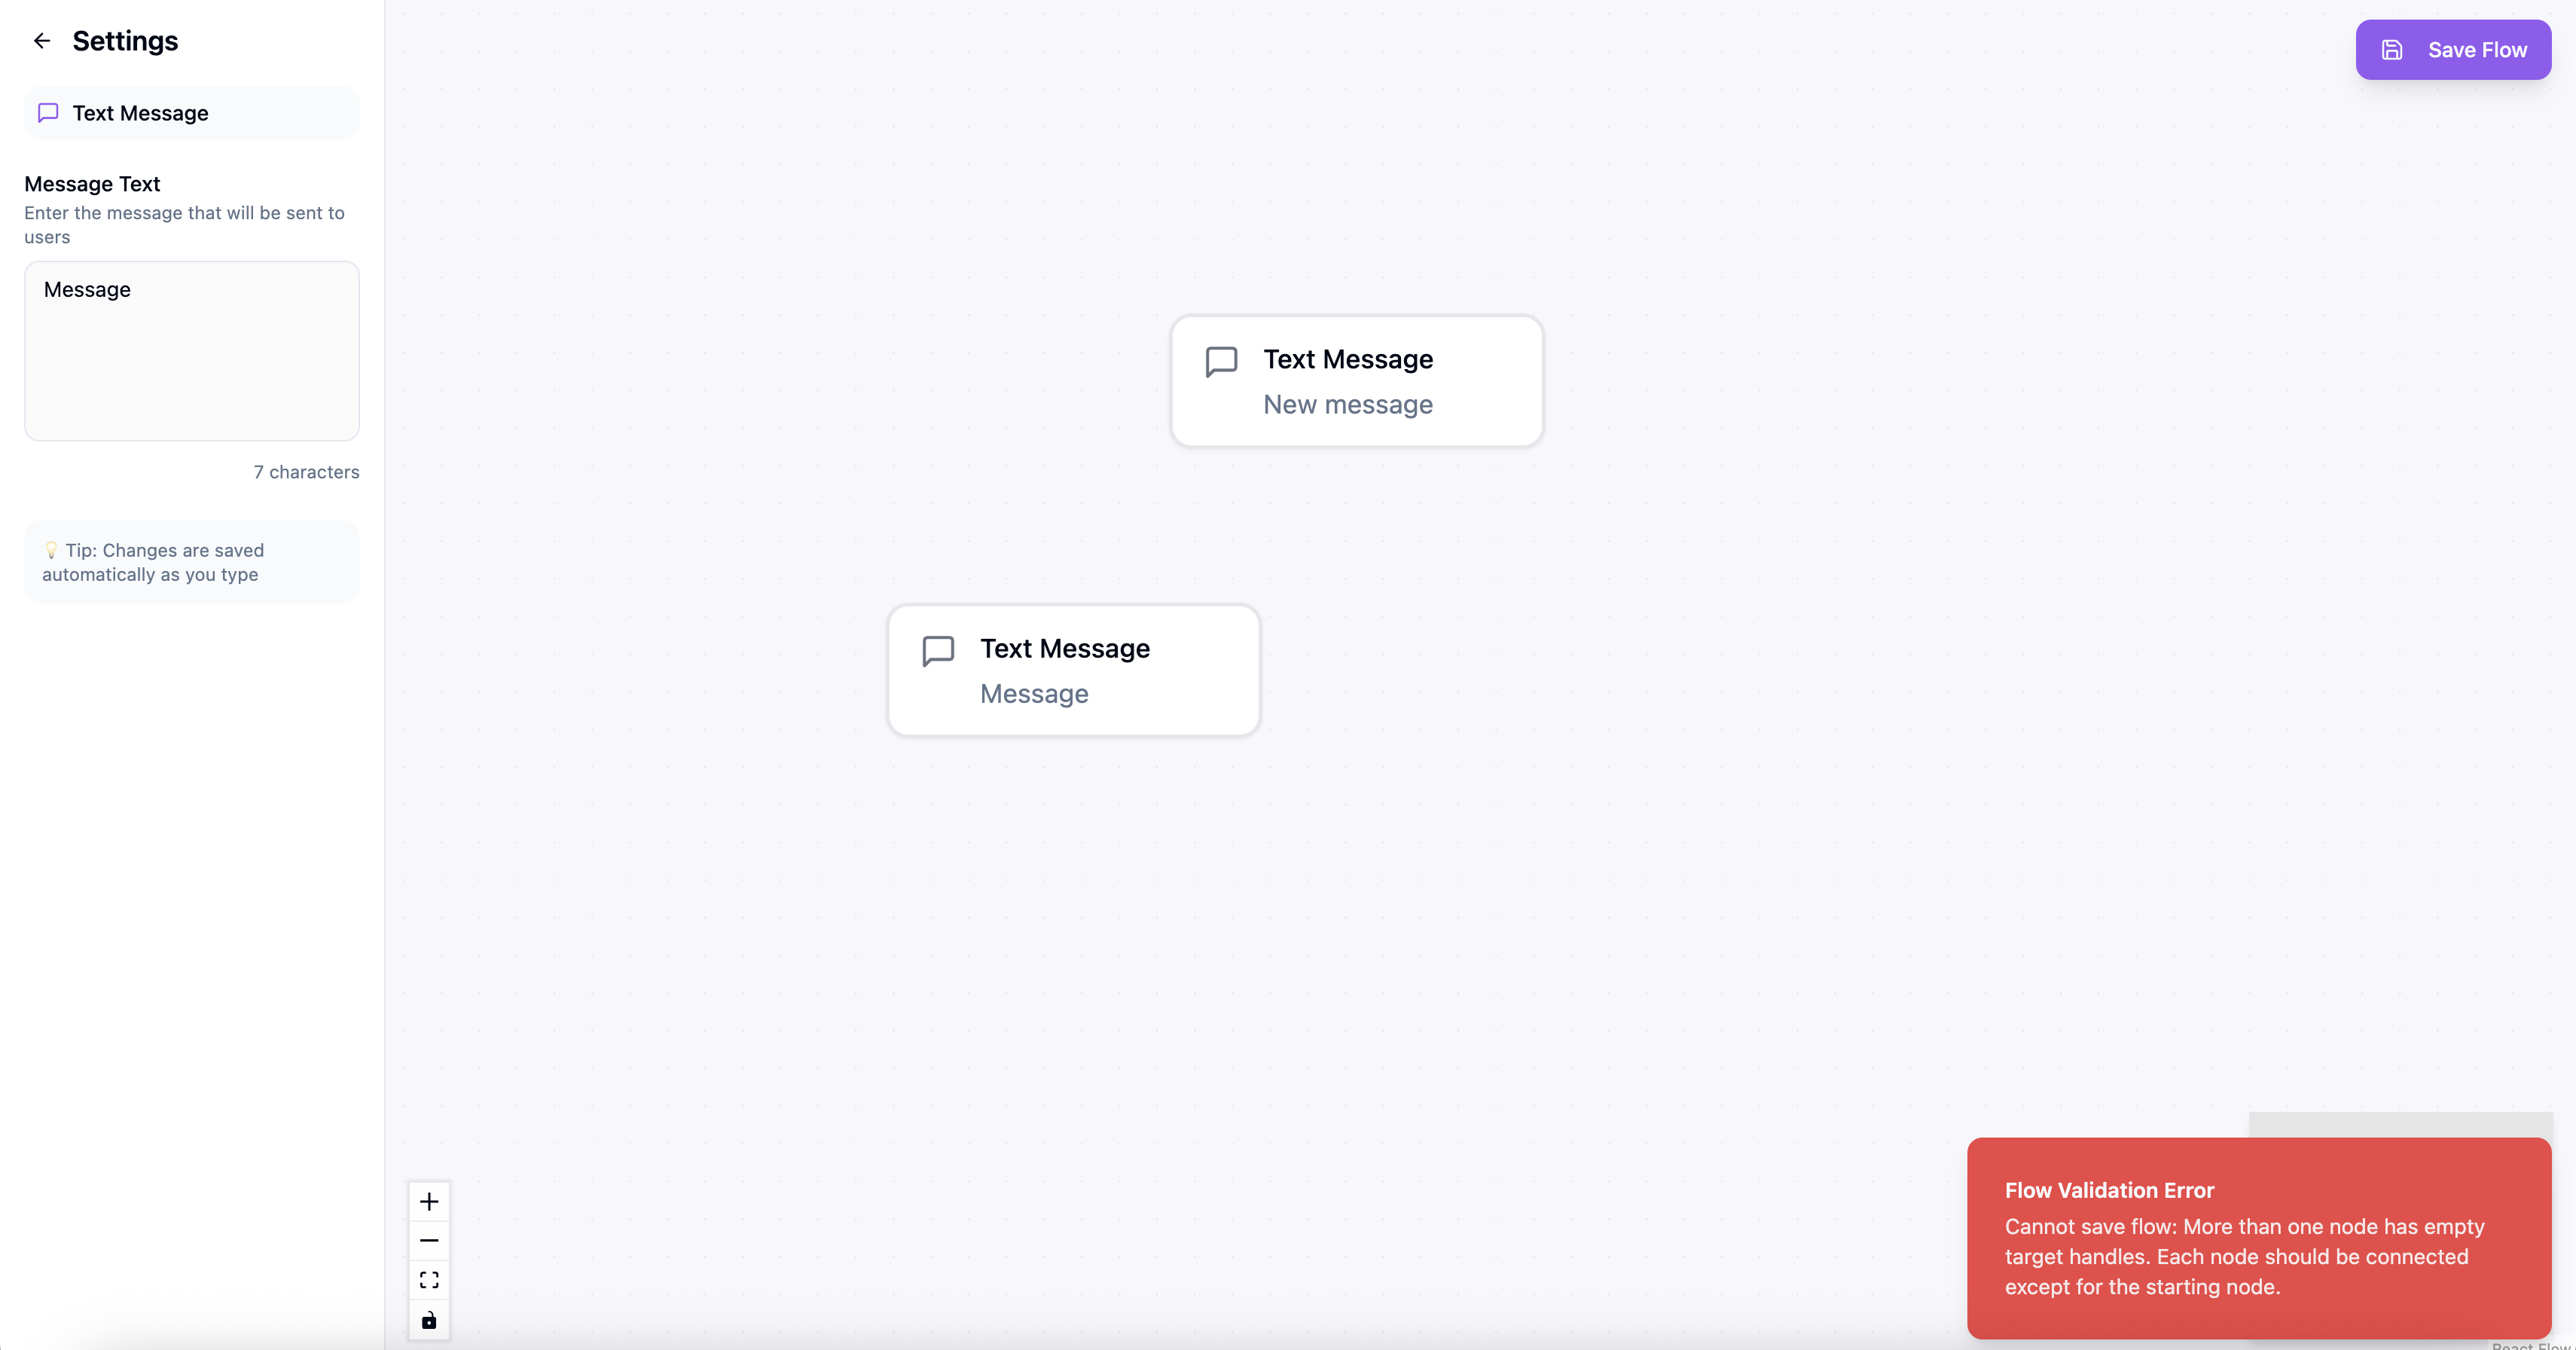 Settings
Text Message
Message Text
Enter the message that will be sent to
users
Message
7 characters
💡 Tip: Changes are saved
automatically as you type
Save Flow
Text Message
New message
Text Message
Message
Flow Validation Error
Cannot save flow: More than one node has empty
target handles. Each node should be connected
except for the starting node.
React Flow